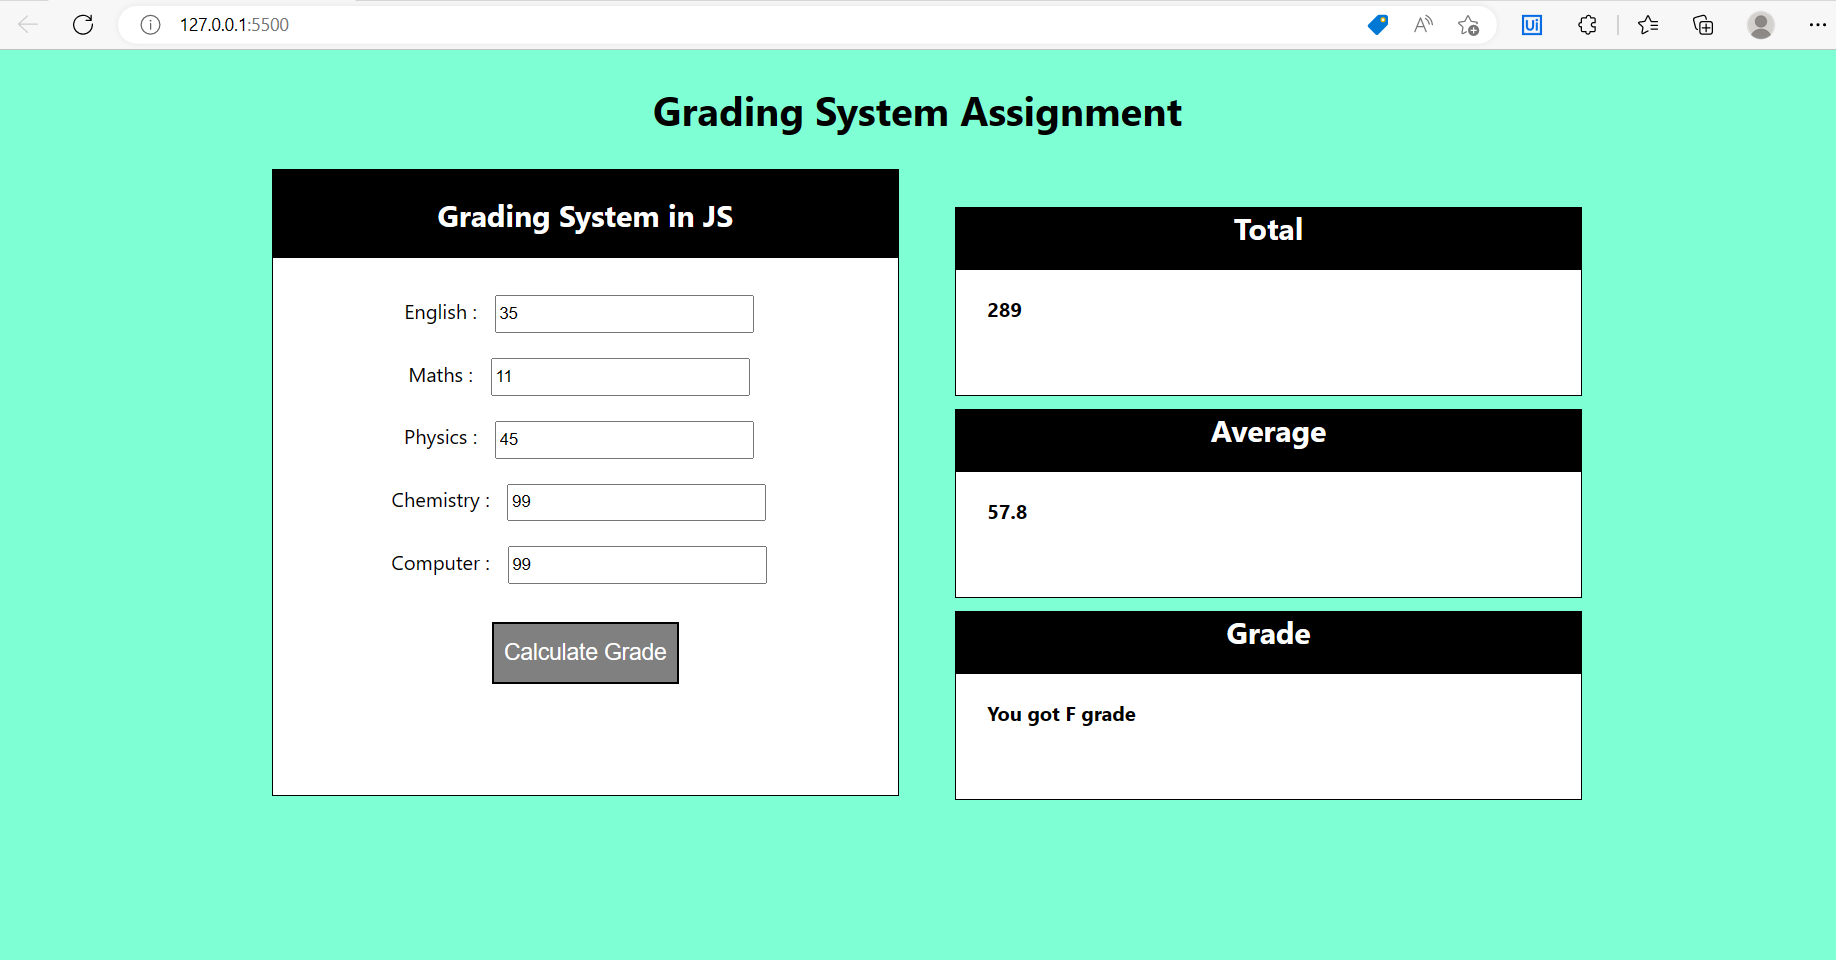 127.0.0.1:5500
Grading System Assignment
Grading System in JS
English : 35
Maths : 11
Physics : 45
Chemistry : 99
Computer : 99
Calculate Grade
Total
289
Average
57.8
Grade
You got F grade